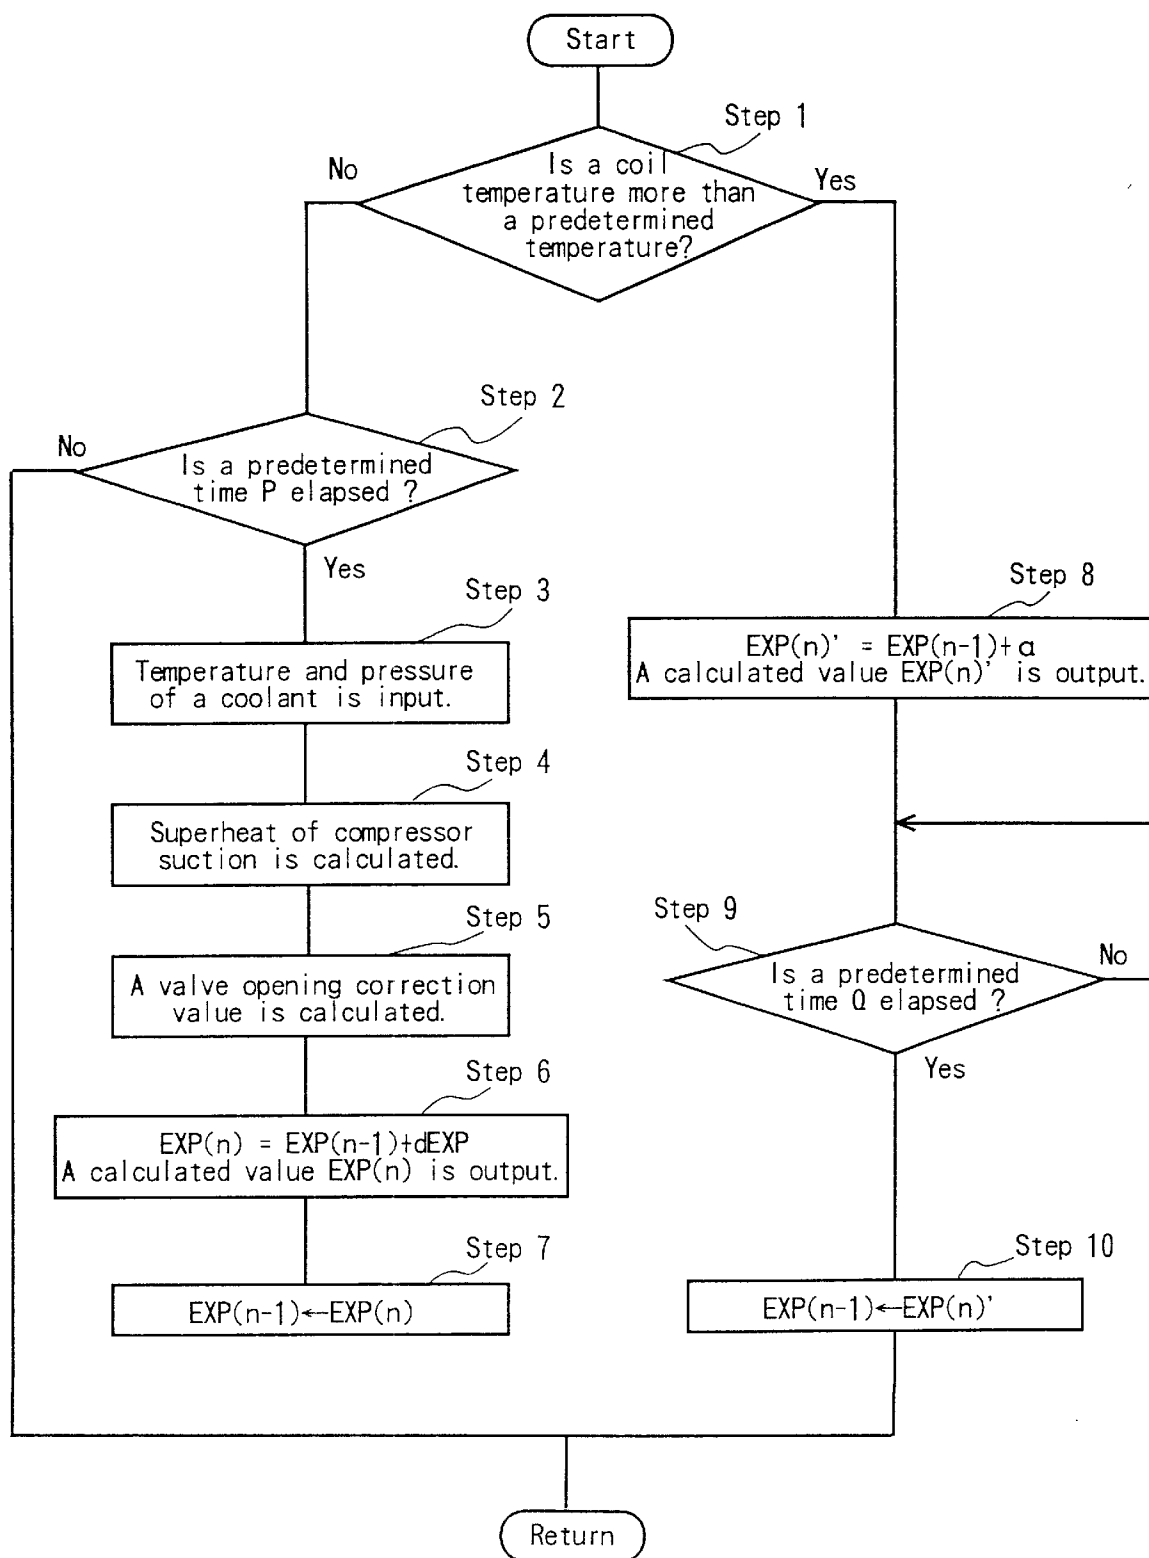 Start
Step 1
No
Is a coil
temperature more than
a predetermined
temperature?
Yes
Step 2
No
Is a predetermined
time P elapsed ?
Yes
Step 3
Temperature and pressure
of a coolant is input.
Step 4
Superheat of compressor
suction is calculated.
Step 5
A valve opening correction
value is calculated.
Step 6
EXP(n) = EXP(n-1)+dEXP
A calculated value EXP(n) is output.
Step 7
EXP(n-1)←EXP(n)
Step 8
EXP(n)' = EXP(n-1)+α
A calculated value EXP(n)' is output.
Step 9
Is a predetermined
time Q elapsed ?
No
Yes
Step 10
EXP(n-1)←EXP(n)'
Return